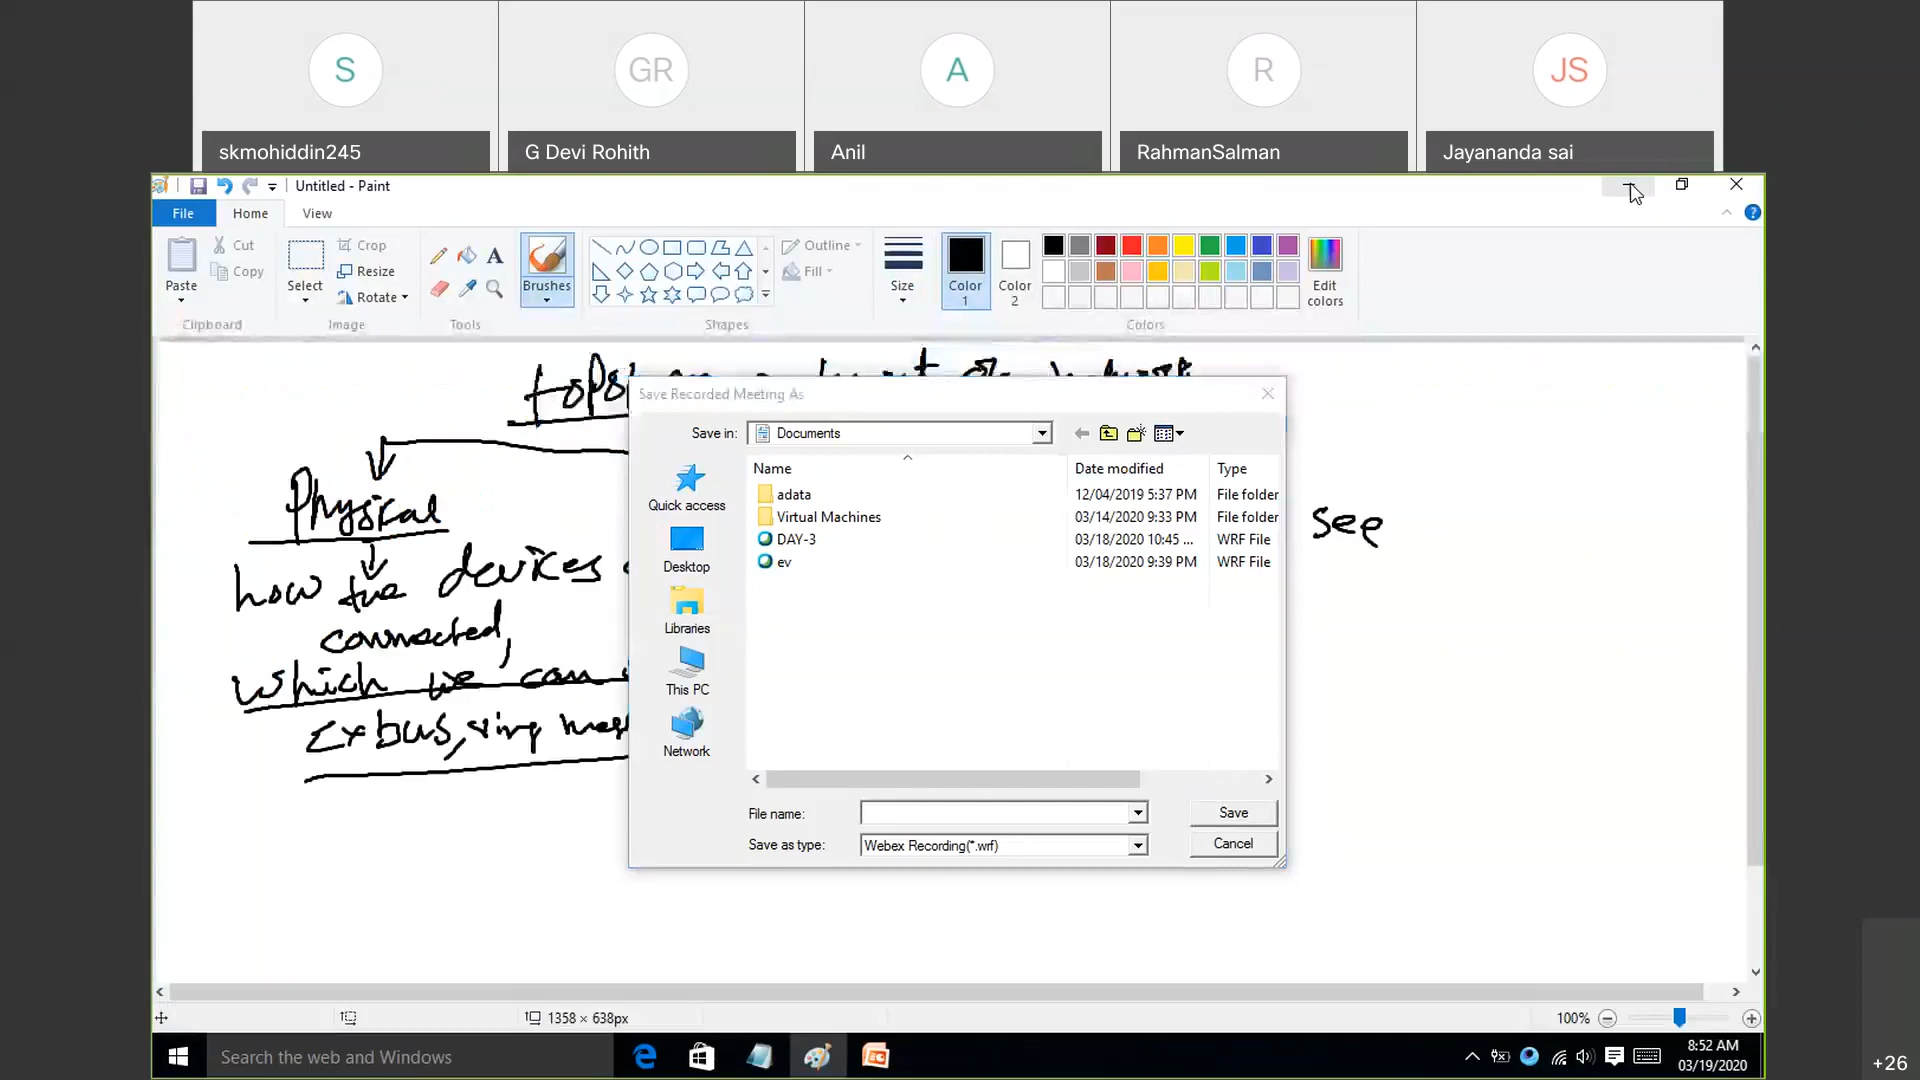 S GR A R JS
skmohiddin245 G Devi Rohith Anil RahmanSalman Jayananda sai
Untitled - Paint
File Home View
Paste Cut Copy Select Crop Resize Rotate A Brushes Outline Fill Size Color 1 Color 2 Edit colors
Clipboard Image Tools Shapes Colors
Physical
how the devices
connected,
which we can
Ex bus, ring mesh
see
Save Recorded Meeting As
Save in: Documents
Name Date modified Type
adata 12/04/2019 5:37 PM File folder
Virtual Machines 03/14/2020 9:33 PM File folder
DAY-3 03/18/2020 10:45 ... WRF File
ev 03/18/2020 9:39 PM WRF File
Quick access
Desktop
Libraries
This PC
Network
File name: Save
Save as type: Webex Recording(*.wrf) Cancel
1358 × 638px 100%
Search the web and Windows 8:52 AM
03/19/2020
+26